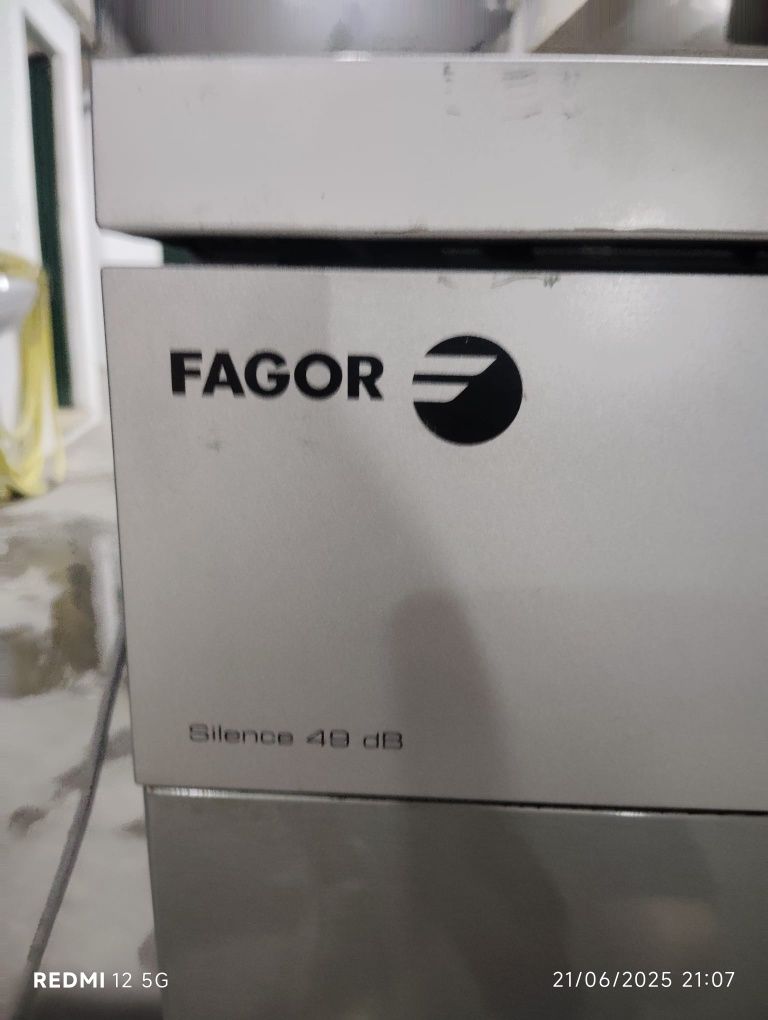 FAGOR
Silence 49 dB
REDMI 12 5G
21/06/2025 21:07